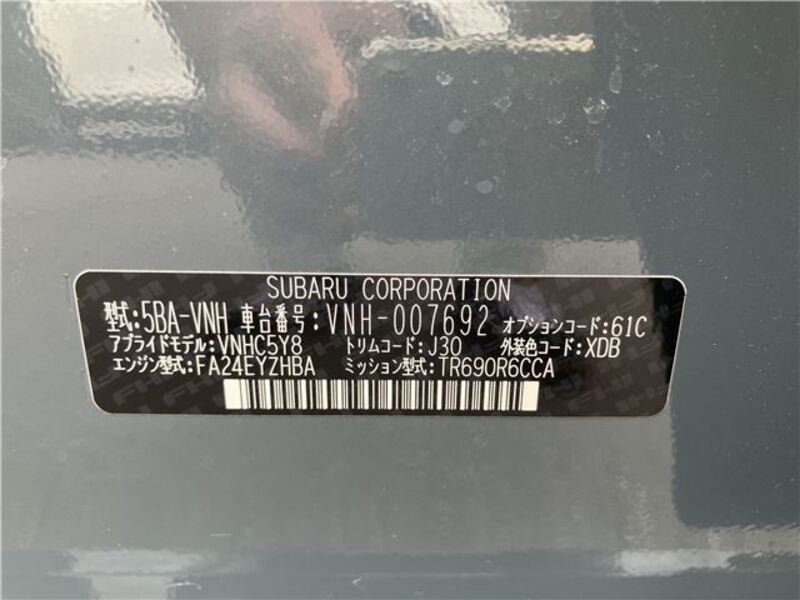 SUBARU CORPORATION
型式:5BA-VNH 車台番号:VNH-007692 オプションコード:61C
アプライドモデル:VNHC5Y8 トリムコード:J30 外装色コード:XDB
エンジン型式:FA24EYZHBA ミッション型式:TR690R6CCA